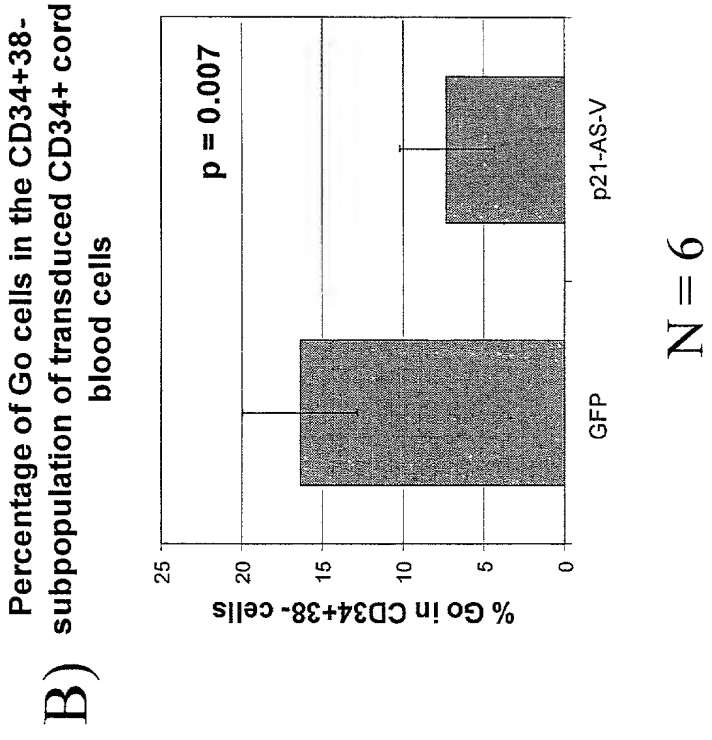 B)
Percentage of Go cells in the CD34+38-
subpopulation of transduced CD34+ cord
blood cells
% Go in CD34+38- cells
25
20
15
10
5
0
p = 0.007
GFP
p21-AS-V
N = 6